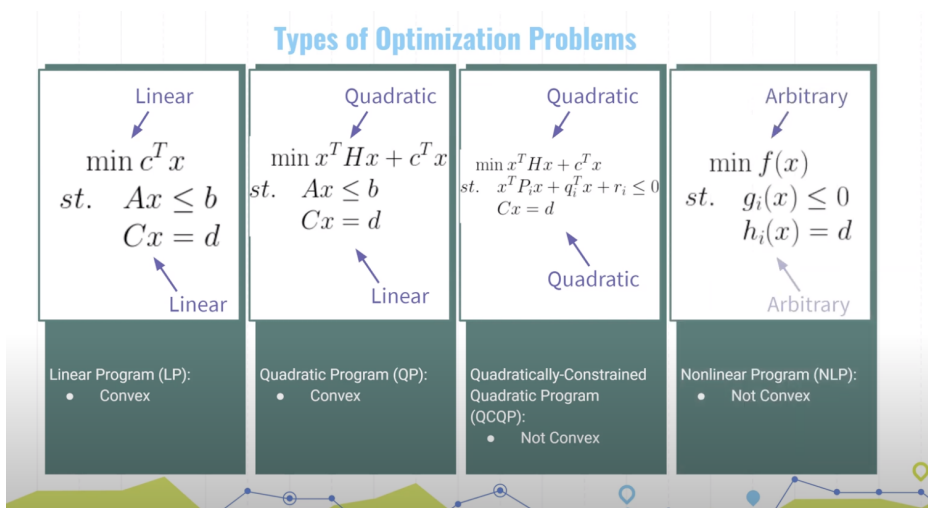 Types of Optimization Problems
Linear
min c^T x
st. Ax ≤ b
Cx = d
Linear
Linear Program (LP):
● Convex
Quadratic
min x^T Hx + c^T x
st. Ax ≤ b
Cx = d
Linear
Quadratic Program (QP):
● Convex
Quadratic
min x^T Hx + c^T x
st. x^T P_i x + q_i^T x + r_i ≤ 0
Cx = d
Quadratic
Quadratically-Constrained
Quadratic Program
(QCQP):
● Not Convex
Arbitrary
min f(x)
st. g_i(x) ≤ 0
h_i(x) = d
Arbitrary
Nonlinear Program (NLP):
● Not Convex